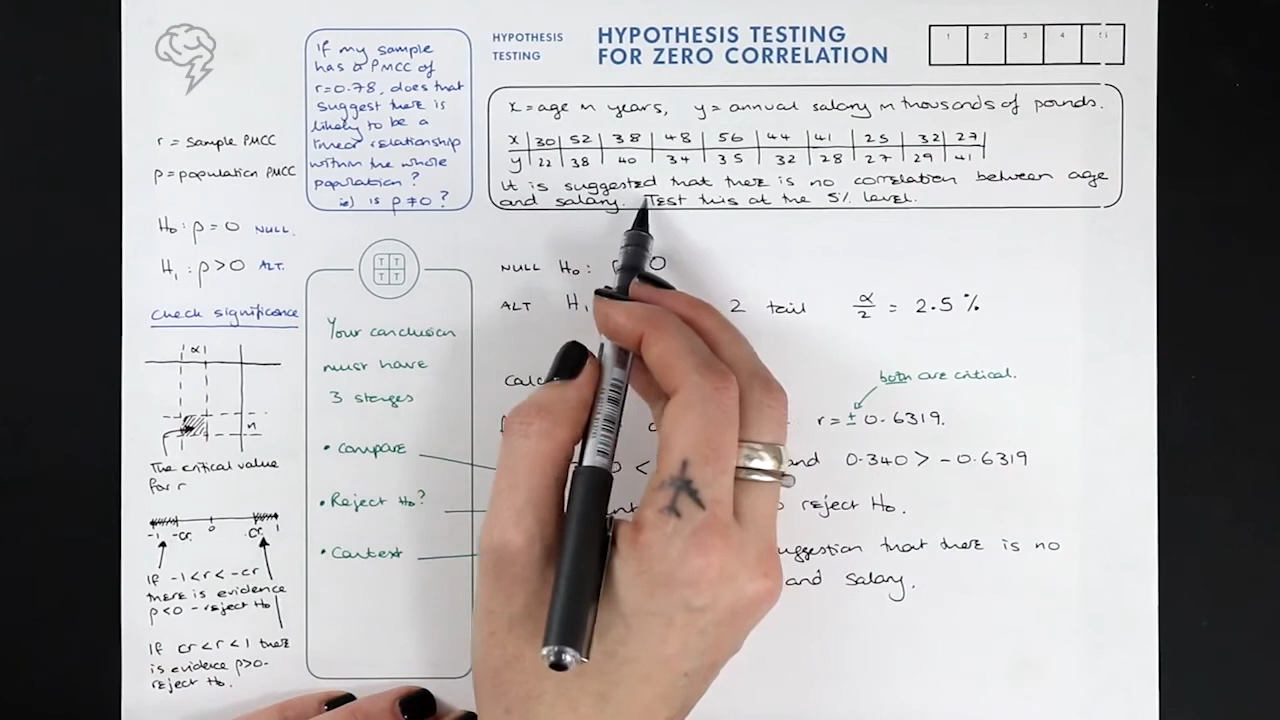 HYPOTHESIS TESTING
HYPOTHESIS TESTING
FOR ZERO CORRELATION
1 2 3 4 5
If my sample
has a PMCC of
r=0.78, does that
suggest there is
likely to be a
linear relationship
within the whole
population?
ie) is ρ≠0?
x = age in years, y = annual salary in thousands of pounds.
x 30 52 38 48 56 44 41 25 32 27
y 22 38 40 34 35 32 28 27 29 41
It is suggested that there is no correlation between age
and salary. Test this at the 5% level.
r = sample PMCC
ρ = population PMCC
H₀: ρ = 0 NULL.
H₁: ρ > 0 ALT.
Check significance
α
n
The critical value
for r
-1 -cr. 0 cr. 1
If -1<r<-cr
there is evidence
ρ<0 - reject H₀
If cr<r<1 there
is evidence ρ>0-
reject H₀.
T T
T T
Your conclusion
must have
3 stages
• Compare
• Reject H₀?
• Context
NULL H₀: 0
ALT H₁ 2 tail α/2 = 2.5%
Calc
both are critical.
r = ± 0.6319.
0 < and 0.340 > -0.6319
reject H₀.
that there is no
and salary.